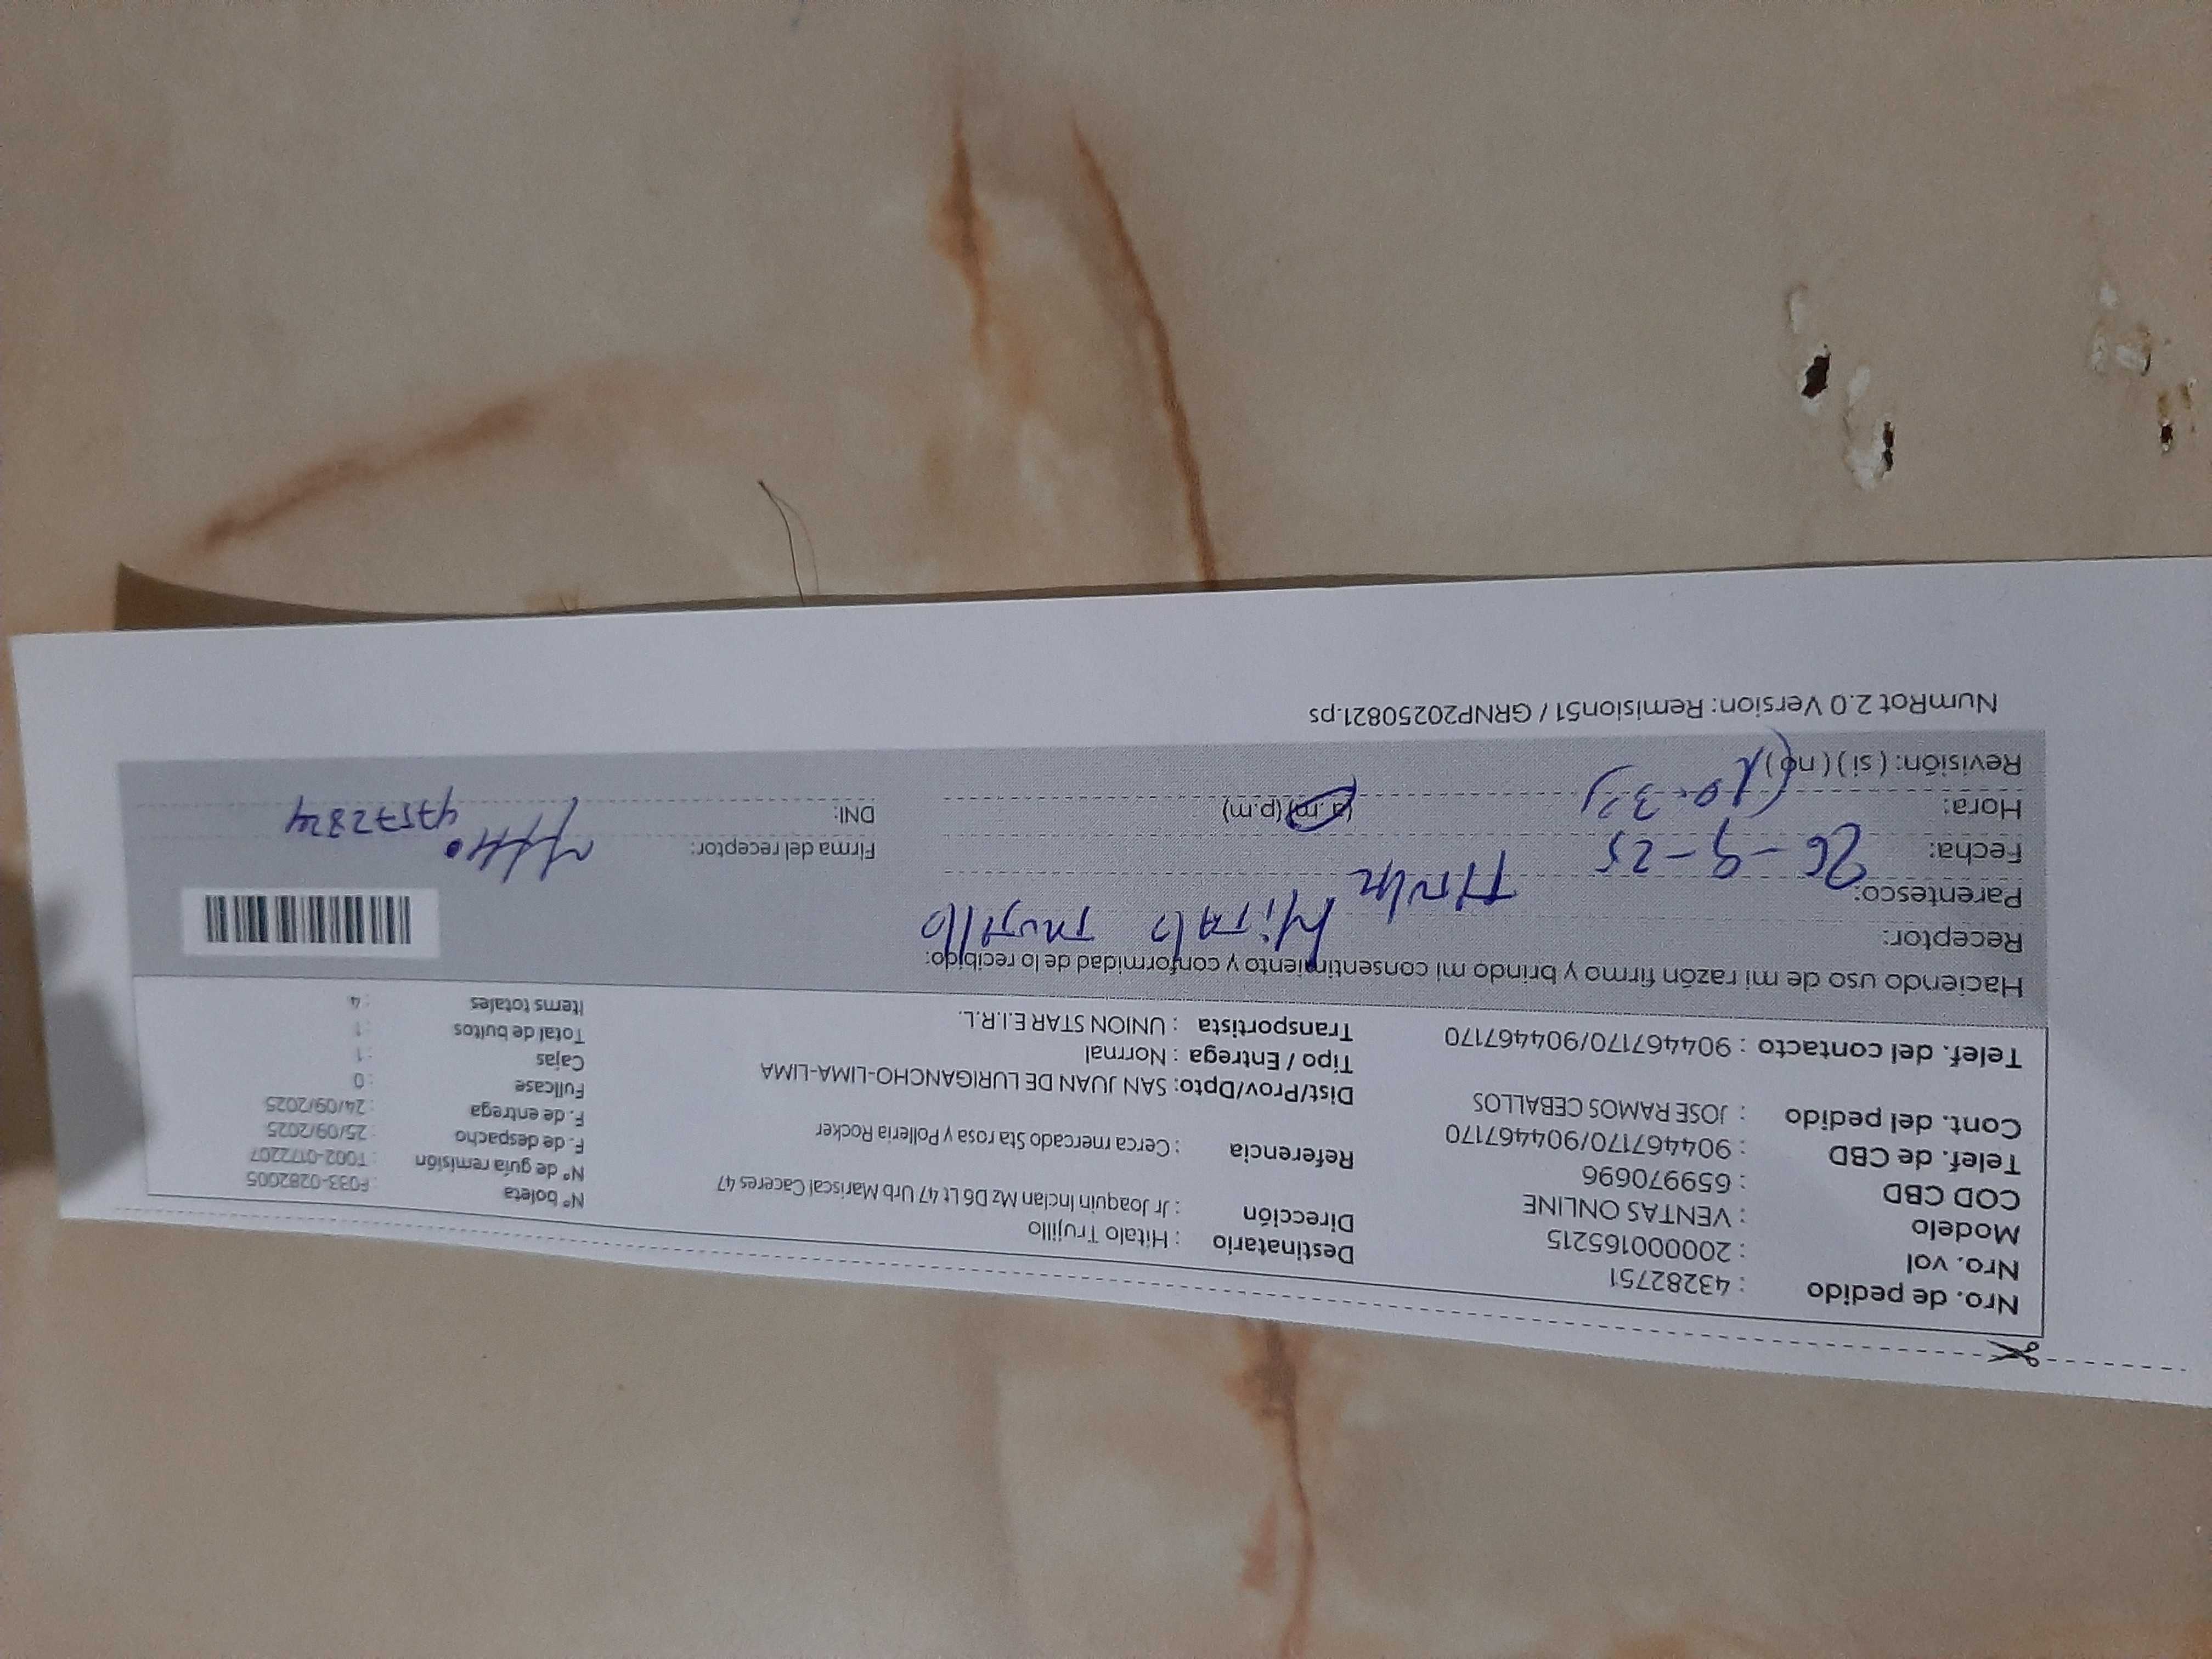 Nro. de pedido : 43282751
Nro. vol : 200000165215
Modelo : VENTAS ONLINE
COD CBD : 659970696
Telef. de CBD : 904467170/904467170
Cont. del pedido : JOSE RAMOS CEBALLOS
Telef. del contacto : 904467170/904467170
Destinatario : Hitalo Trujillo
Dirección : Jr Joaquin Inclan Mz D6 Lt 47 Urb Mariscal Caceres 47
Referencia : Cerca mercado Sta rosa y Polleria Rocker
Dist/Prov/Dpto: SAN JUAN DE LURIGANCHO-LIMA-LIMA
Tipo / Entrega : Normal
Transportista : UNION STAR E.I.R.L.
N° boleta : F033-0282005
N° de guía remisión : T002-0172207
F. de despacho : 25/09/2025
F. de entrega : 24/09/2025
Fullcase : 0
Cajas : 1
Total de bultos : 1
Items totales : 4
Haciendo uso de mi razón firmo y brindo mi consentimiento y conformidad de lo recibido:
Receptor: Hitalo Trujillo
Parentesco:
Fecha: 26-9-25
Hora: (a.m) (p.m)
Revisión: (si) (no)
Firma del receptor:
DNI: 47572824
NumRot 2.0 Version: Remision51 / GRNP20250821.ps